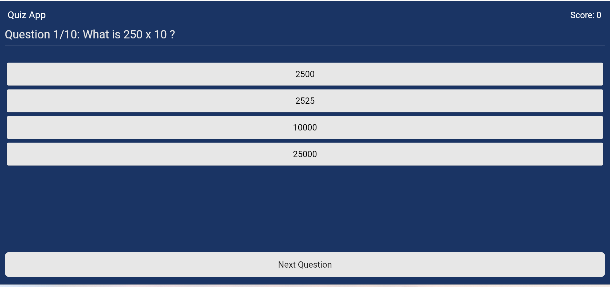 Quiz App Score: 0
Question 1/10: What is 250 x 10 ?
2500
2525
10000
25000
Next Question